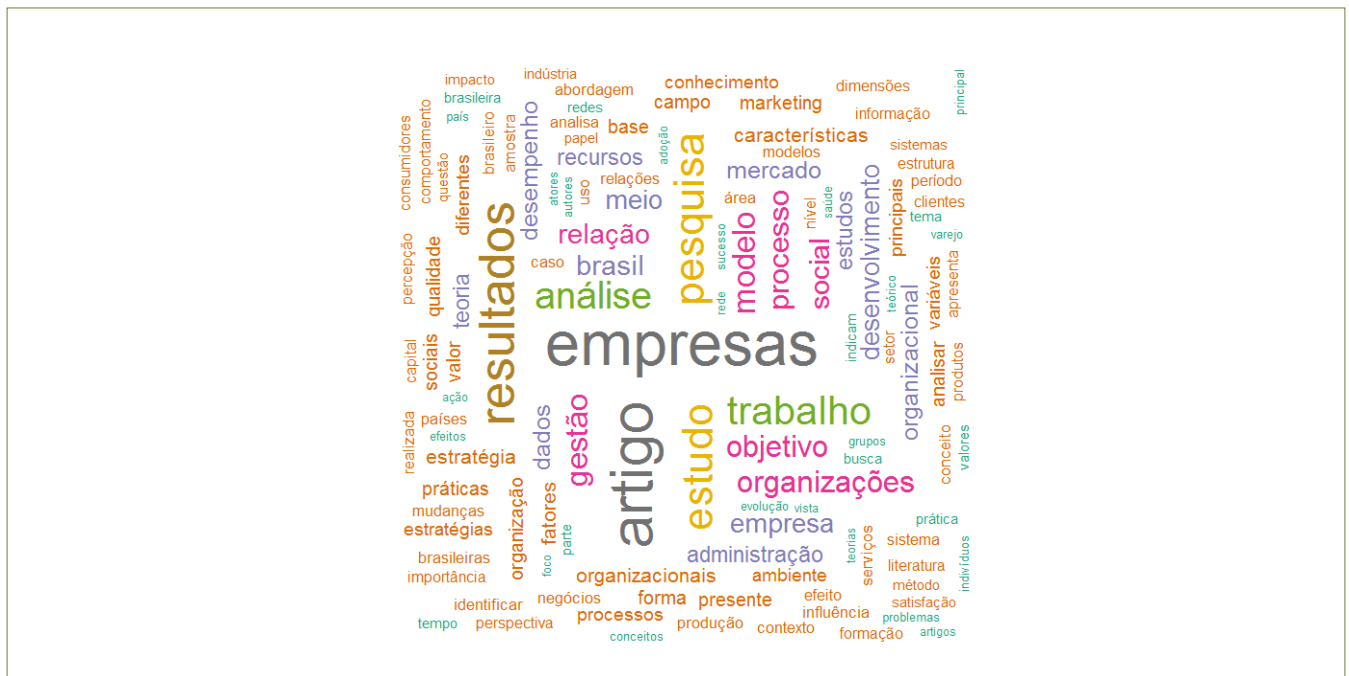 indústria
impacto
abordagem
conhecimento
dimensões
principal
brasileira
redes
campo
marketing
informação
país
analisa
base
características
papel
adoção
modelos
sistemas
consumidores
comportamento
questão
brasileiro
amostra
desempenho
recursos
pesquisa
mercado
estrutura
diferentes
atores
autores
uso
relações
meio
área
nível
saúde
estudos
desenvolvimento
principais
período
clientes
tema
varejo
resultados
relação
sucesso
modelo
processo
social
percepção
qualidade
teoria
caso
brasil
análise
rede
teórico
organizacional
variáveis
apresenta
capital
sociais
valor
empresas
indicam
setor
analisar
produtos
ação
países
efeitos
realizada
estratégia
dados
gestão
artigo
estudo
trabalho
objetivo
grupos
busca
conceito
valores
práticas
organizações
mudanças
estratégias
organização
fatores
parte
foco
evolução
vista
empresa
prática
brasileiras
importância
administração
teorias
serviços
sistema
indivíduos
organizacionais
ambiente
literatura
método
identificar
negócios
forma
presente
efeito
satisfação
tempo
perspectiva
processos
produção
contexto
influência
problemas
conceitos
formação
artigos